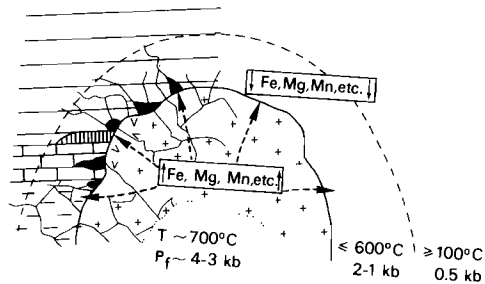 Fe, Mg, Mn, etc.
Fe, Mg, Mn, etc.
T ~ 700°C
Pf ~ 4-3 kb
≤ 600°C
2-1 kb
≥ 100°C
0.5 kb